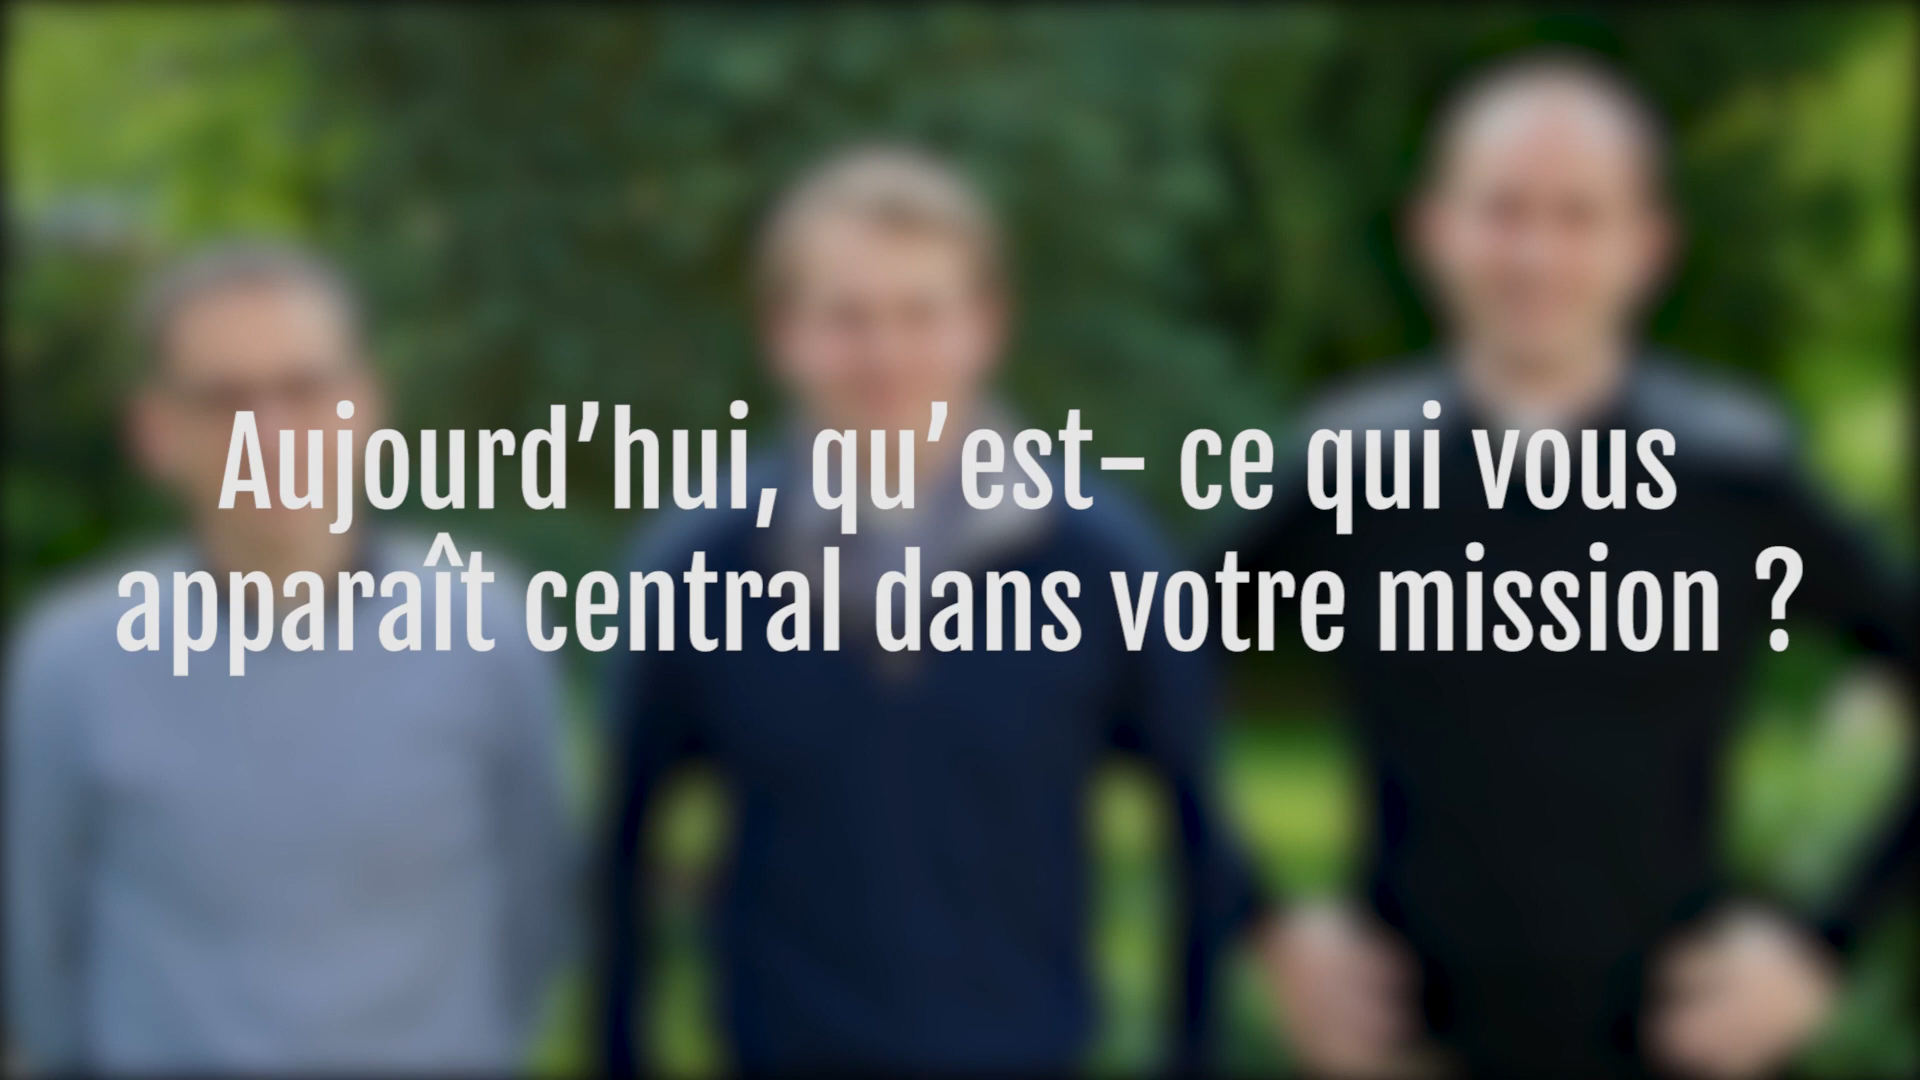 Aujourd’hui, qu’est- ce qui vous
apparaît central dans votre mission ?